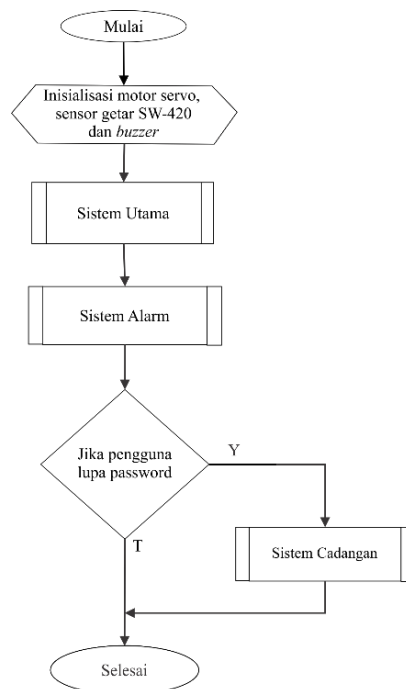 Mulai
Inisialisasi motor servo,
sensor getar SW-420
dan buzzer
Sistem Utama
Sistem Alarm
Jika pengguna
lupa password
Y
T
Sistem Cadangan
Selesai